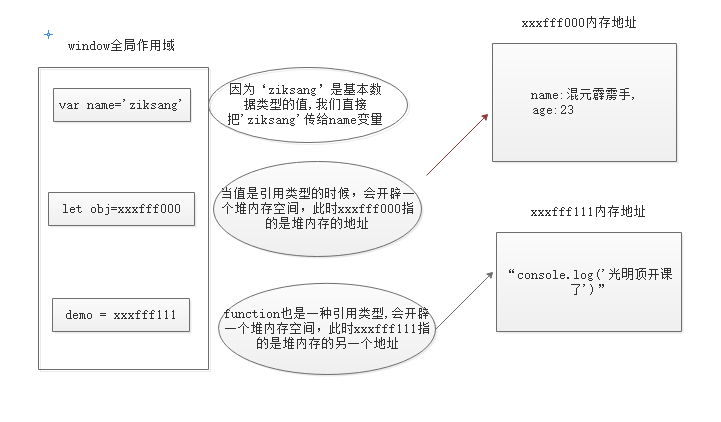 window全局作用域
var name='ziksang'
let obj=xxxfff000
demo = xxxfff111
因为‘ziksang’是基本数
据类型的值,我们直接
把'ziksang'传给name变量
当值是引用类型的时候，会开辟一
个堆内存空间，此时xxxfff000指
的是堆内存的地址
function也是一种引用类型,会开辟
一个堆内存空间，此时xxxfff111指
的是堆内存的另一个地址
xxxfff000内存地址
name:混元霹雳手,
age:23
xxxfff111内存地址
“console.log('光明顶开课
了')”